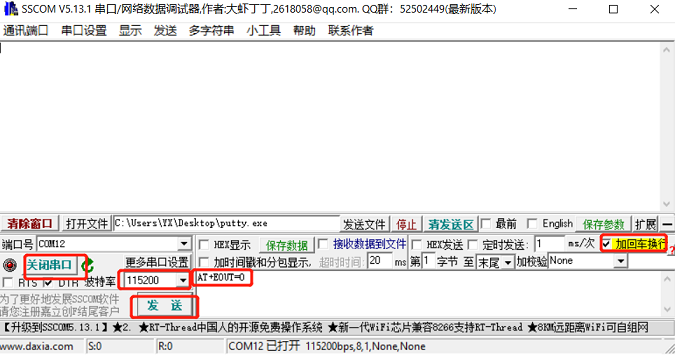 SSCOM V5.13.1 串口/网络数据调试器,作者:大虾丁丁,2618058@qq.com. QQ群: 52502449(最新版本)
通讯端口 串口设置 显示 发送 多字符串 小工具 帮助 联系作者
清除窗口 打开文件 C:\Users\YX\Desktop\putty.exe 发送文件 停止 清发送区 最前 English 保存参数 扩展 —
端口号 COM12 HEX显示 保存数据 接收数据到文件 HEX发送 定时发送: 1 ms/次 加回车换行
关闭串口 更多串口设置 加时间戳和分包显示, 超时时间: 20 ms 第 1 字节 至 末尾 加校验 None
RTS DTR 波特率 115200 AT+EOUT=0
为了更好地发展SSCOM软件
请您注册嘉立创F结尾客户
发 送
【升级到SSCOM5.13.1】★2. ★RT-Thread中国人的开源免费操作系统 ★新一代WiFi芯片兼容8266支持RT-Thread ★8KM远距离WiFi可自组网
www.daxia.com S:0 R:0 COM12 已打开 115200bps,8,1,None,None